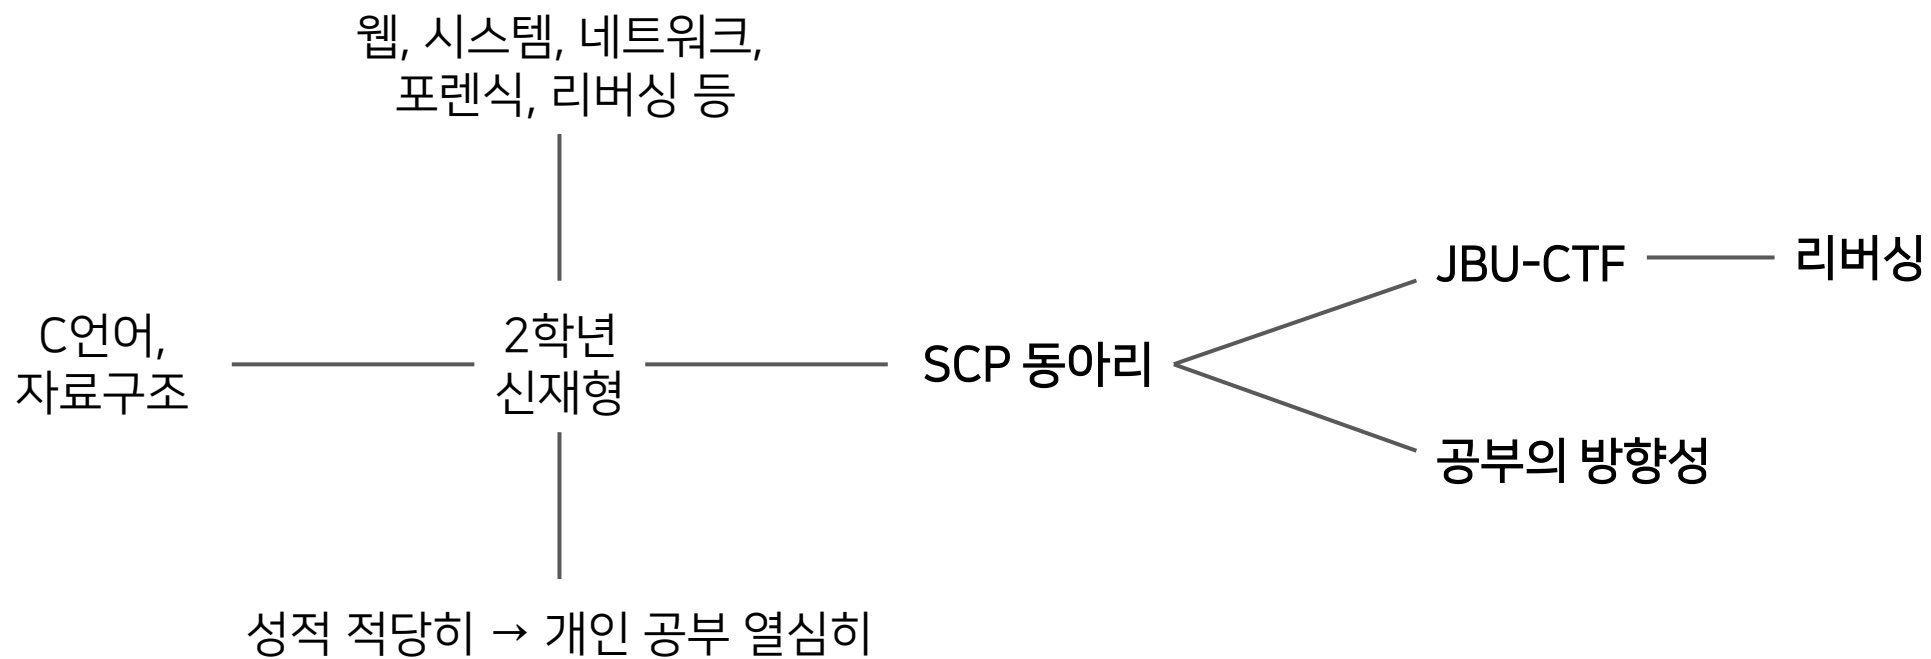 웹, 시스템, 네트워크,
포렌식, 리버싱 등
C언어,
자료구조
2학년
신재형
SCP 동아리
JBU-CTF
리버싱
공부의 방향성
성적 적당히 → 개인 공부 열심히